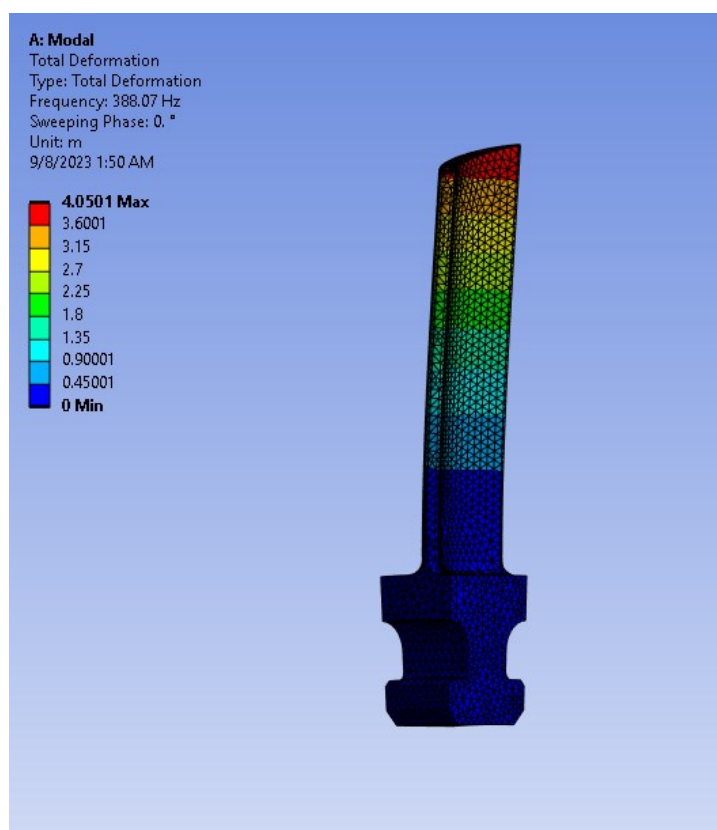 A: Modal
Total Deformation
Type: Total Deformation
Frequency: 388.07 Hz
Sweeping Phase: 0. °
Unit: m
9/8/2023 1:50 AM
4.0501 Max
3.6001
3.15
2.7
2.25
1.8
1.35
0.90001
0.45001
0 Min